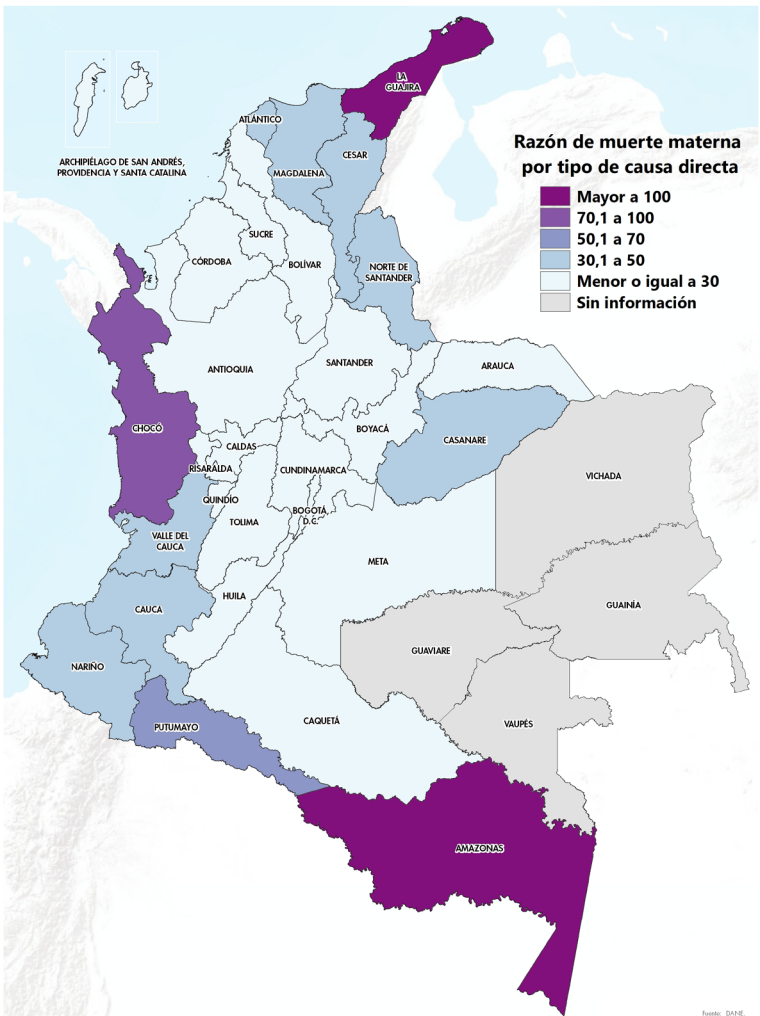 LA
GUAJIRA
ATLÁNTICO
Razón de muerte materna
por tipo de causa directa
CESAR
ARCHIPIÉLAGO DE SAN ANDRÉS,
PROVIDENCIA Y SANTA CATALINA
MAGDALENA
Mayor a 100
70,1 a 100
50,1 a 70
30,1 a 50
Menor o igual a 30
Sin información
SUCRE
CÓRDOBA
BOLÍVAR
NORTE DE
SANTANDER
ANTIOQUIA
SANTANDER
ARAUCA
CHOCÓ
BOYACÁ
CASANARE
CALDAS
RISARALDA
CUNDINAMARCA
VICHADA
QUINDIO
BOGOTÁ,
D.C.
TOLIMA
VALLE DEL
CAUCA
META
HUILA
CAUCA
GUAINÍA
GUAVIARE
NARIÑO
PUTUMAYO
CAQUETÁ
VAUPÉS
AMAZONAS
Fuente: DANE.